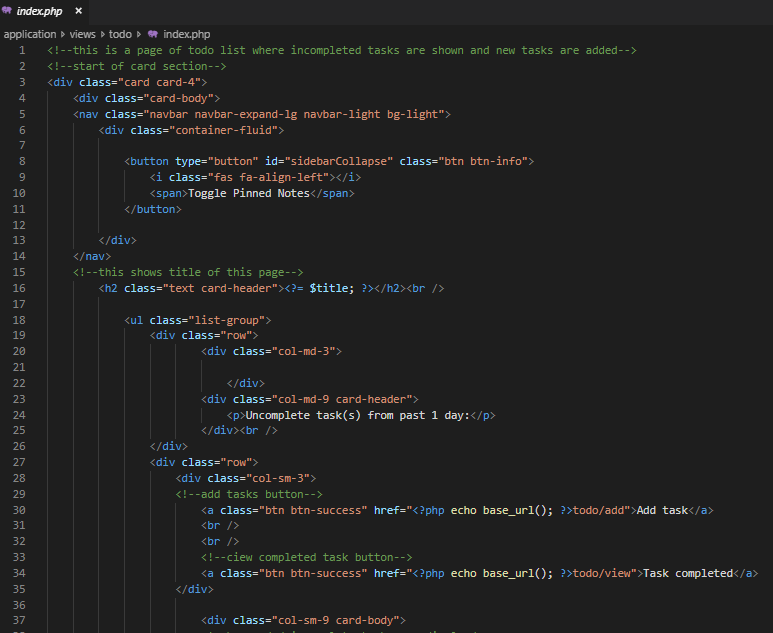 index.php ×
application > views > todo > index.php
1 <!--this is a page of todo list where incompleted tasks are shown and new tasks are added-->
2 <!--start of card section-->
3 <div class="card card-4">
4 <div class="card-body">
5 <nav class="navbar navbar-expand-lg navbar-light bg-light">
6 <div class="container-fluid">
7
8 <button type="button" id="sidebarCollapse" class="btn btn-info">
9 <i class="fas fa-align-left"></i>
10 <span>Toggle Pinned Notes</span>
11 </button>
12
13 </div>
14 </nav>
15 <!--this shows title of this page-->
16 <h2 class="text card-header"><?= $title; ?></h2><br />
17
18 <ul class="list-group">
19 <div class="row">
20 <div class="col-md-3">
21
22 </div>
23 <div class="col-md-9 card-header">
24 <p>Uncomplete task(s) from past 1 day:</p>
25 </div><br />
26 </div>
27 <div class="row">
28 <div class="col-sm-3">
29 <!--add tasks button-->
30 <a class="btn btn-success" href="<?php echo base_url(); ?>todo/add">Add task</a>
31 <br />
32 <br />
33 <!--ciew completed task button-->
34 <a class="btn btn-success" href="<?php echo base_url(); ?>todo/view">Task completed</a>
35 </div>
36
37 <div class="col-sm-9 card-body">